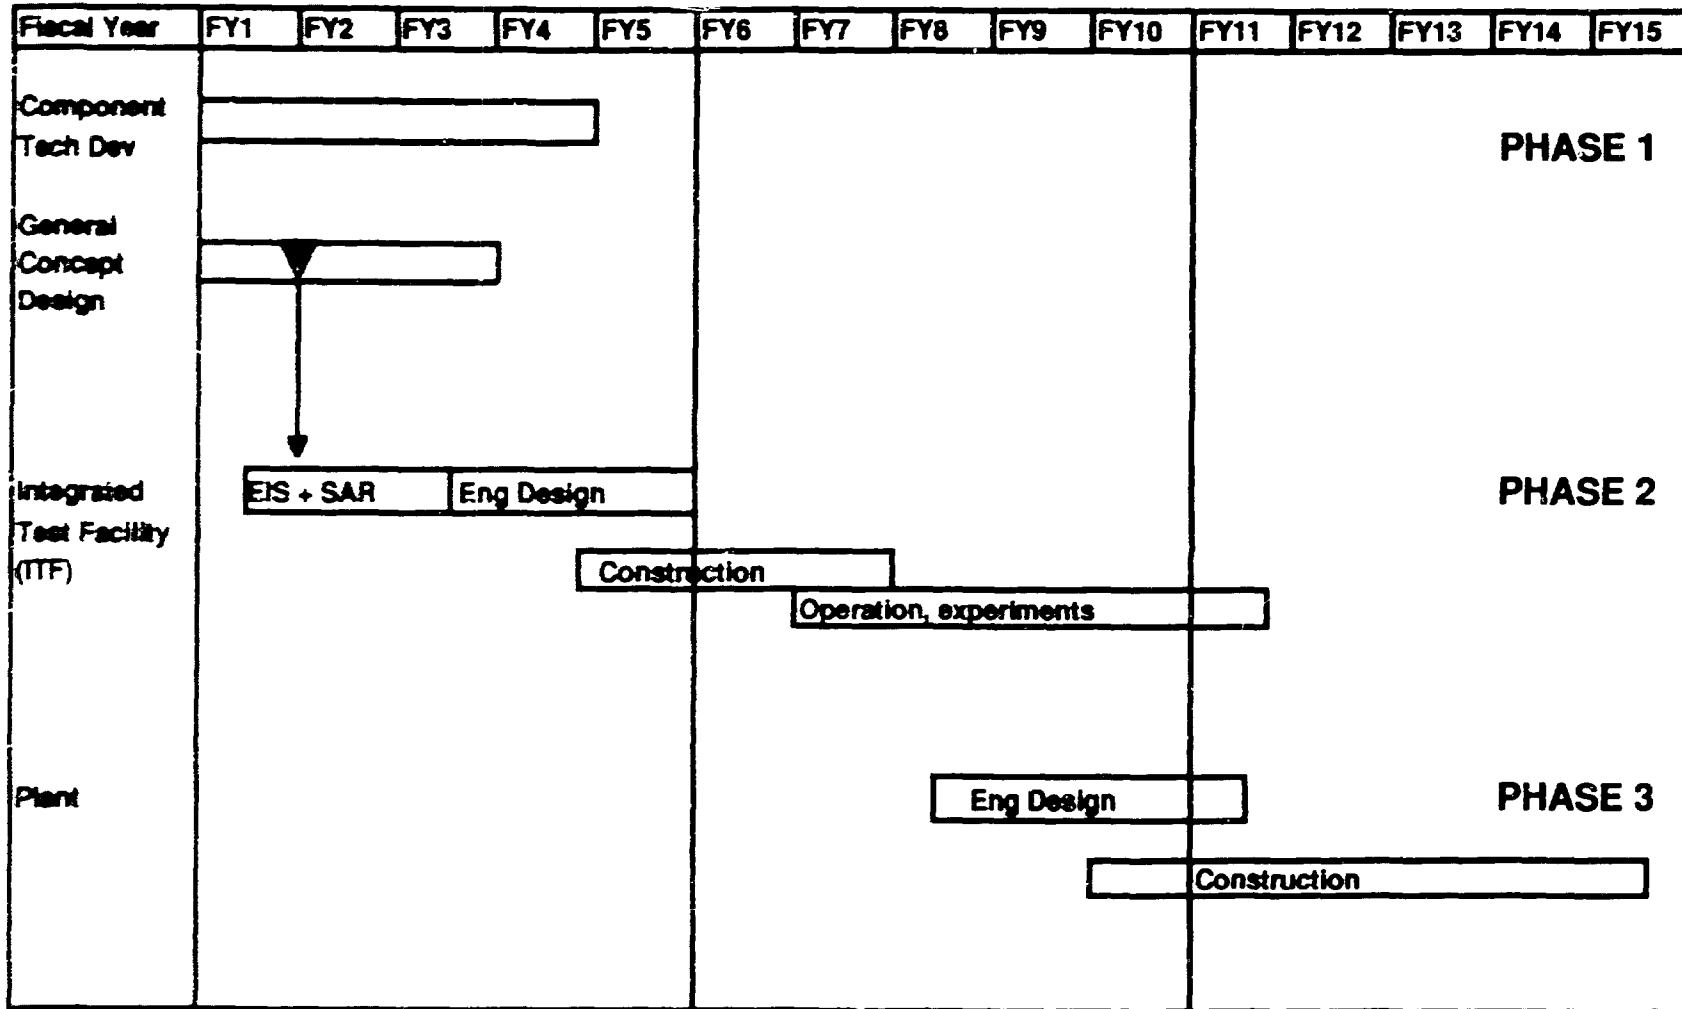 Fiscal Year FY1 FY2 FY3 FY4 FY5 FY6 FY7 FY8 FY9 FY10 FY11 FY12 FY13 FY14 FY15
Component
Tech Dev
PHASE 1
General
Concept
Design
Integrated
Test Facility
(ITF)
EIS + SAR
Eng Design
PHASE 2
Construction
Operation, experiments
Plant
Eng Design
PHASE 3
Construction